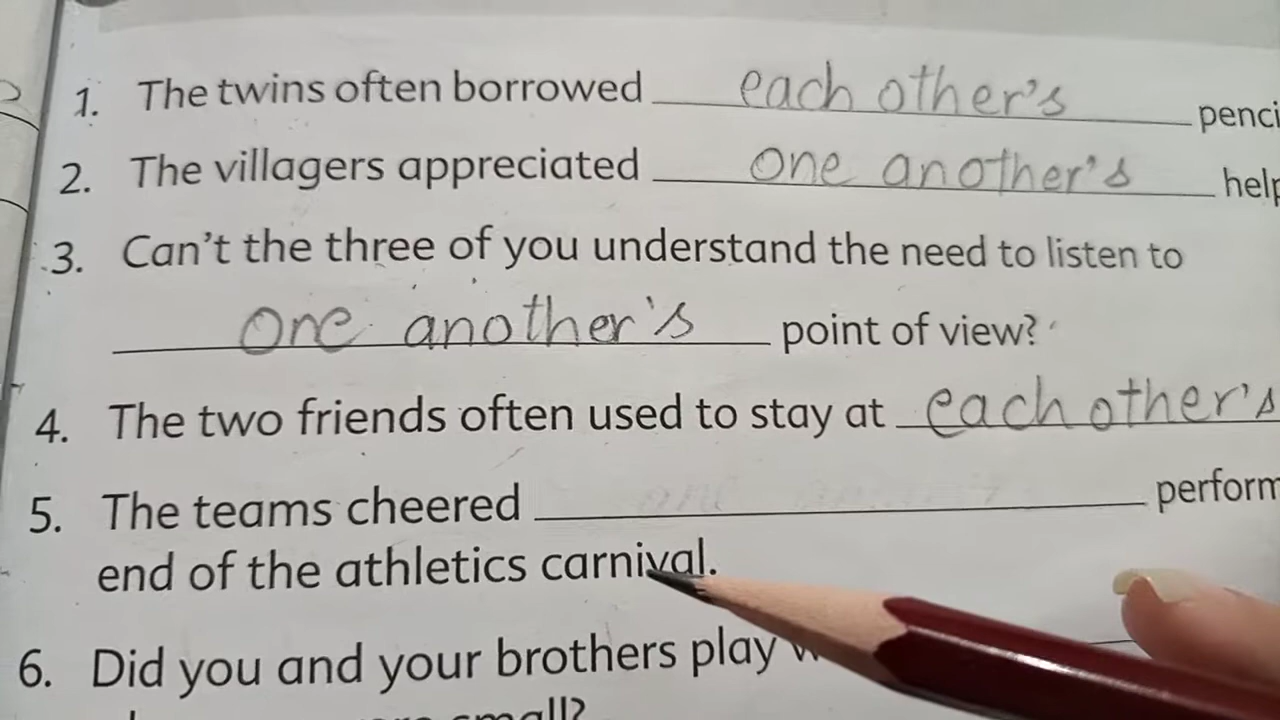 1. The twins often borrowed each other's penci
2. The villagers appreciated one another's help
3. Can't the three of you understand the need to listen to
one another's point of view?
4. The two friends often used to stay at each other's
5. The teams cheered perform
end of the athletics carnival.
6. Did you and your brothers play
small?